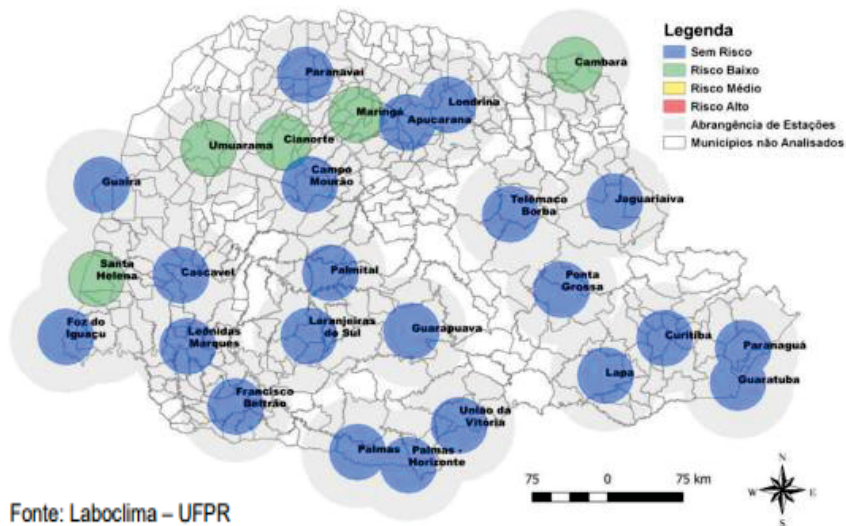 Legenda
Sem Risco
Risco Baixo
Risco Médio
Risco Alto
Abrangência de Estações
Municípios não Analisados
Cambará
Paranavaí
Londrina
Maringá
Apucarana
Cianorte
Umuarama
Guaíra
Campo
Mourão
Telêmaco
Borba
Jaguariaíva
Santa
Helena
Cascavel
Palmital
Ponta
Grossa
Foz do
Iguaçu
Leônidas
Marques
Laranjeiras
do Sul
Guarapuava
Curitiba
Paranaguá
Lapa
Guaratuba
Francisco
Beltrão
União da
Vitória
Palmas
Palmas -
Horizonte
75 0 75 km
N
W E
S
Fonte: Laboclima – UFPR